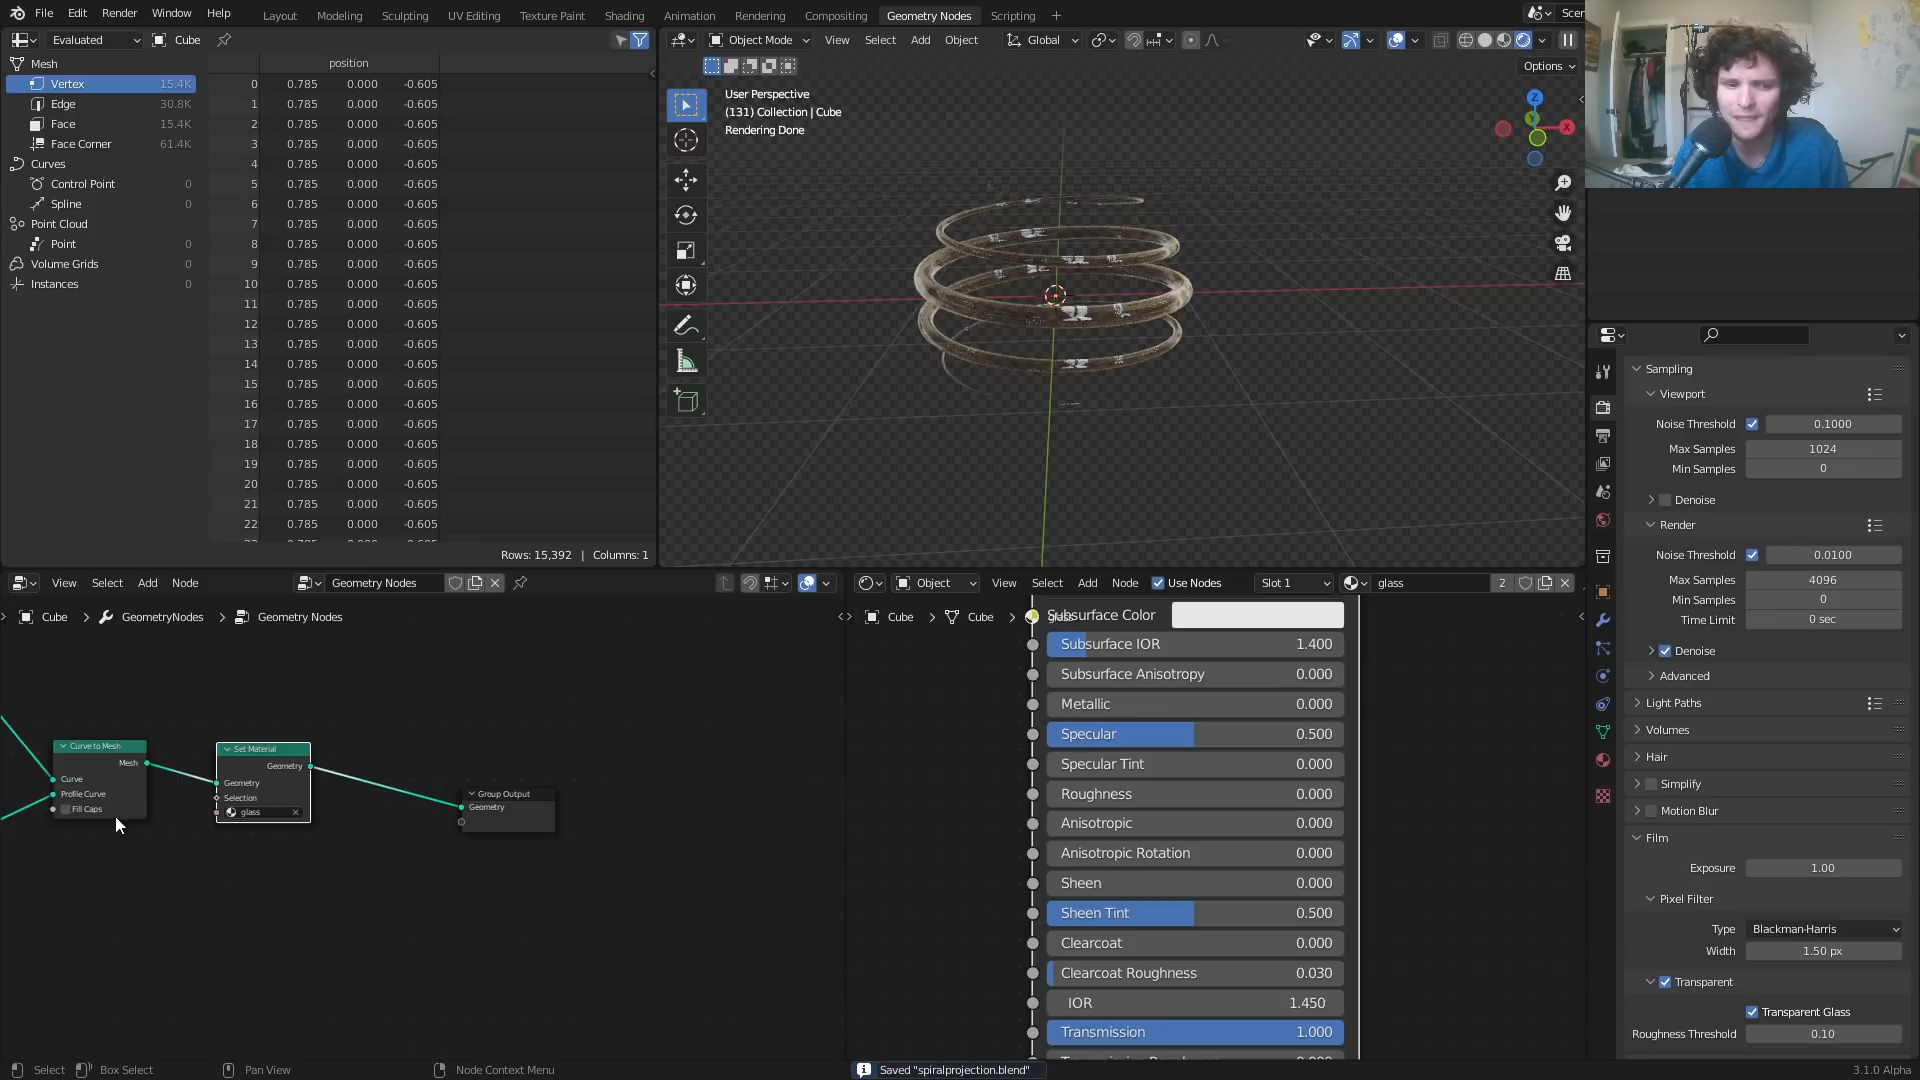 File Edit Render Window Help Layout Modeling Sculpting UV Editing Texture Paint Shading Animation Rendering Compositing Geometry Nodes Scripting + Scen
Evaluated Cube
Mesh
Vertex 15.4K
Edge 30.8K
Face 15.4K
Face Corner 61.4K
Curves
Control Point 0
Spline 0
Point Cloud
Point 0
Volume Grids 0
Instances 0
position
0 0.785 0.000 -0.605
1 0.785 0.000 -0.605
2 0.785 0.000 -0.605
3 0.785 0.000 -0.605
4 0.785 0.000 -0.605
5 0.785 0.000 -0.605
6 0.785 0.000 -0.605
7 0.785 0.000 -0.605
8 0.785 0.000 -0.605
9 0.785 0.000 -0.605
10 0.785 0.000 -0.605
11 0.785 0.000 -0.605
12 0.785 0.000 -0.605
13 0.785 0.000 -0.605
14 0.785 0.000 -0.605
15 0.785 0.000 -0.605
16 0.785 0.000 -0.605
17 0.785 0.000 -0.605
18 0.785 0.000 -0.605
19 0.785 0.000 -0.605
20 0.785 0.000 -0.605
21 0.785 0.000 -0.605
22 0.785 0.000 -0.605
Rows: 15,392 | Columns: 1
Object Mode View Select Add Object Global
Options
User Perspective
(131) Collection | Cube
Rendering Done
Z
Y
X
Sampling
Viewport
Noise Threshold 0.1000
Max Samples 1024
Min Samples 0
Denoise
Render
Noise Threshold 0.0100
Max Samples 4096
Min Samples 0
Time Limit 0 sec
Denoise
Advanced
Light Paths
Volumes
Hair
Simplify
Motion Blur
Film
Exposure 1.00
Pixel Filter
Type Blackman-Harris
Width 1.50 px
Transparent
Transparent Glass
Roughness Threshold 0.10
View Select Add Node Geometry Nodes
Cube > GeometryNodes > Geometry Nodes
Curve to Mesh
Mesh
Curve
Profile Curve
Fill Caps
Set Material
Geometry
Geometry
Selection
glass
Group Output
Geometry
Object View Select Add Node Use Nodes Slot 1 glass 2
Cube > Cube > glass
Subsurface Color
Subsurface IOR 1.400
Subsurface Anisotropy 0.000
Metallic 0.000
Specular 0.500
Specular Tint 0.000
Roughness 0.000
Anisotropic 0.000
Anisotropic Rotation 0.000
Sheen 0.000
Sheen Tint 0.500
Clearcoat 0.000
Clearcoat Roughness 0.030
IOR 1.450
Transmission 1.000
Select Box Select Pan View Node Context Menu Saved "spiralprojection.blend" 3.1.0 Alpha